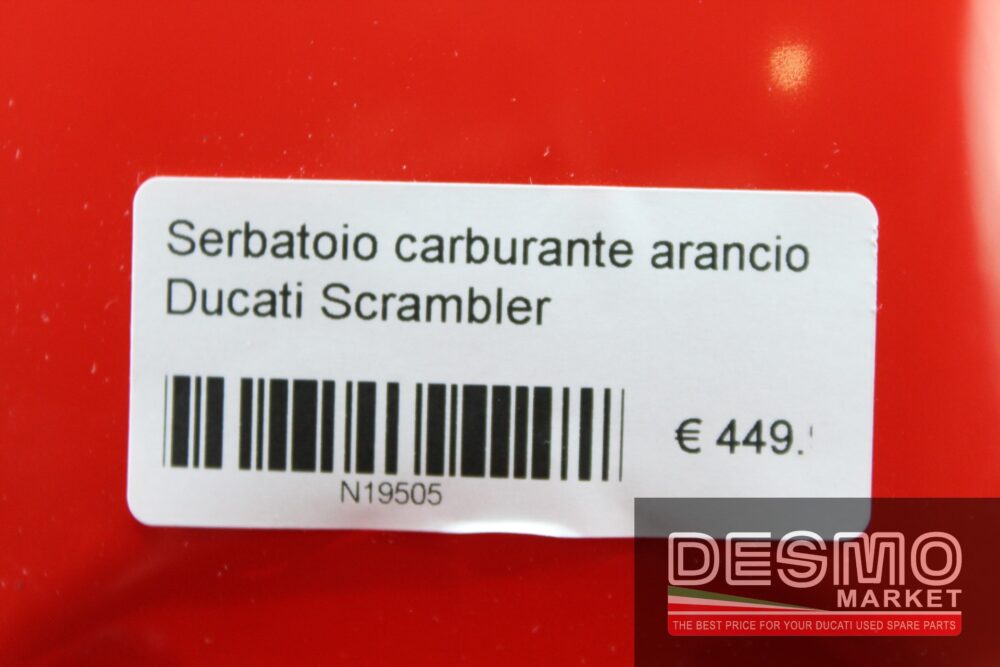 Serbatoio carburante arancio
Ducati Scrambler
€ 449.
N19505
DESMO
MARKET
THE BEST PRICE FOR YOUR DUCATI USED SPARE PARTS